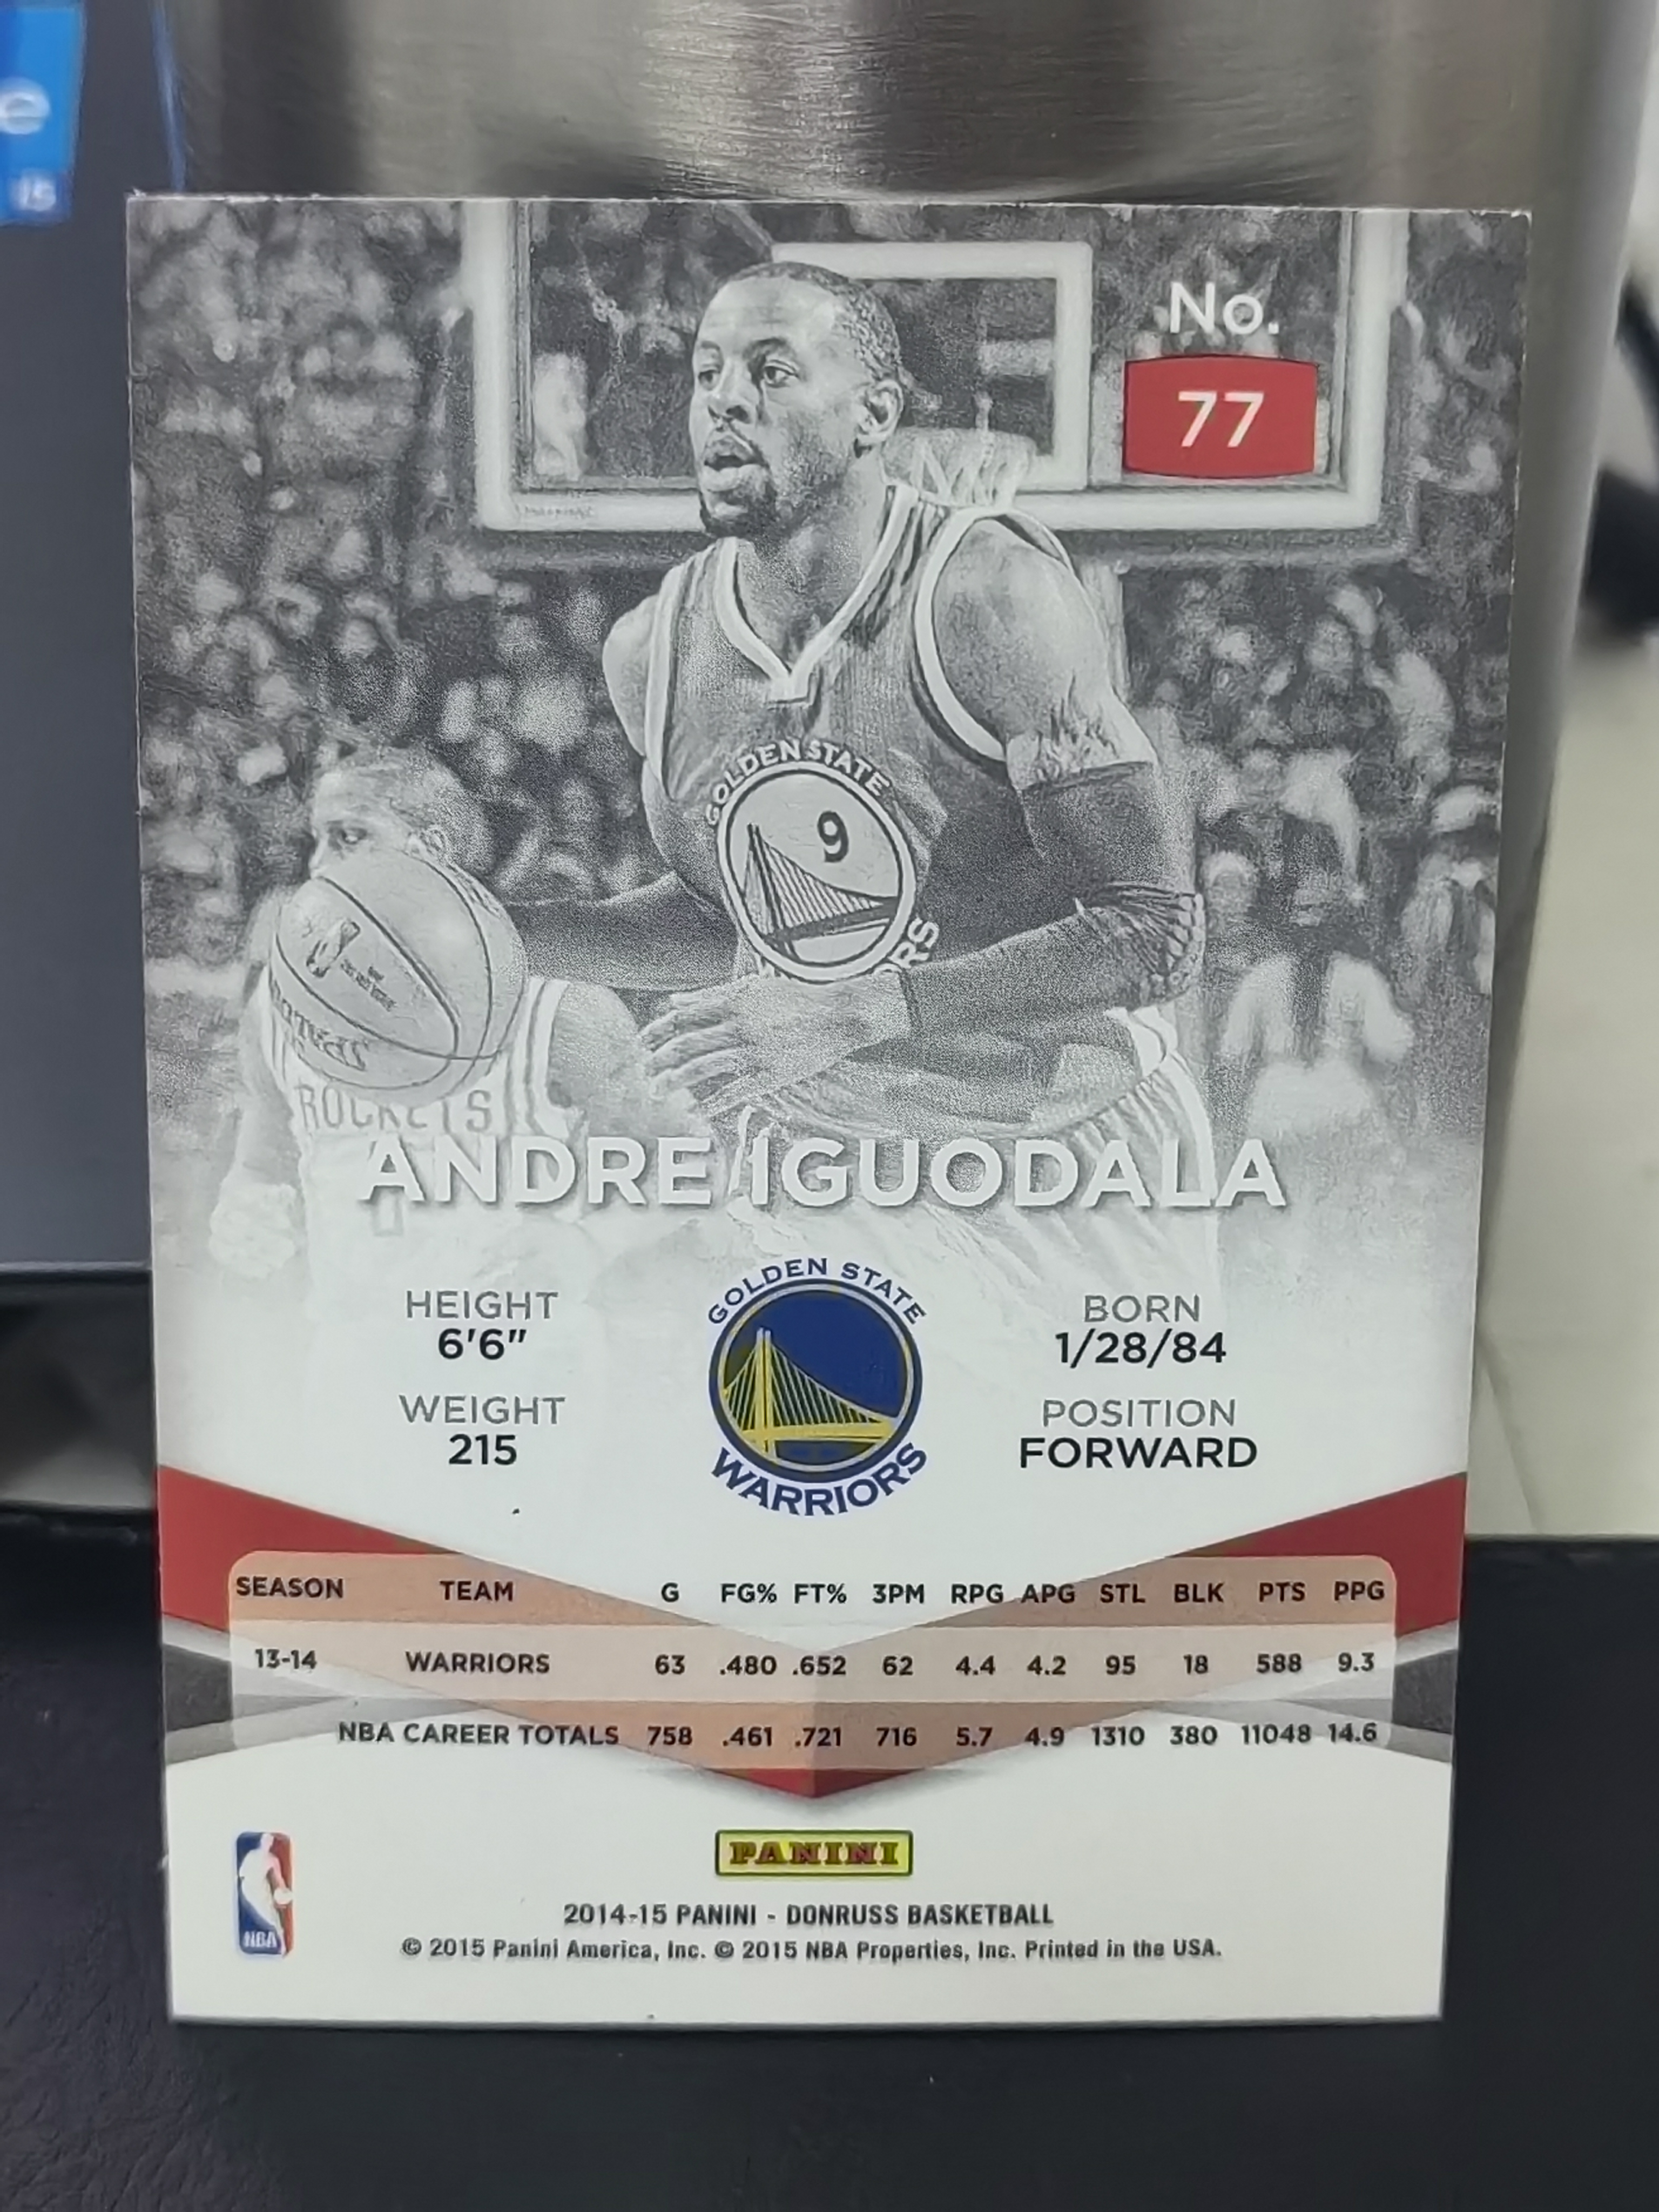 e
15
No.
77
GOLDEN STATE
9
ORS
ROCKETS
ANDRE IGUODALA
HEIGHT
6'6"
WEIGHT
215
GOLDEN STATE
WARRIORS
BORN
1/28/84
POSITION
FORWARD
SEASON TEAM G FG% FT% 3PM RPG APG STL BLK PTS PPG
13-14 WARRIORS 63 .480 .652 62 4.4 4.2 95 18 588 9.3
NBA CAREER TOTALS 758 .461 .721 716 5.7 4.9 1310 380 11048 14.6
NBA
PANINI
2014-15 PANINI - DONRUSS BASKETBALL
© 2015 Panini America, Inc. © 2015 NBA Properties, Inc. Printed in the USA.